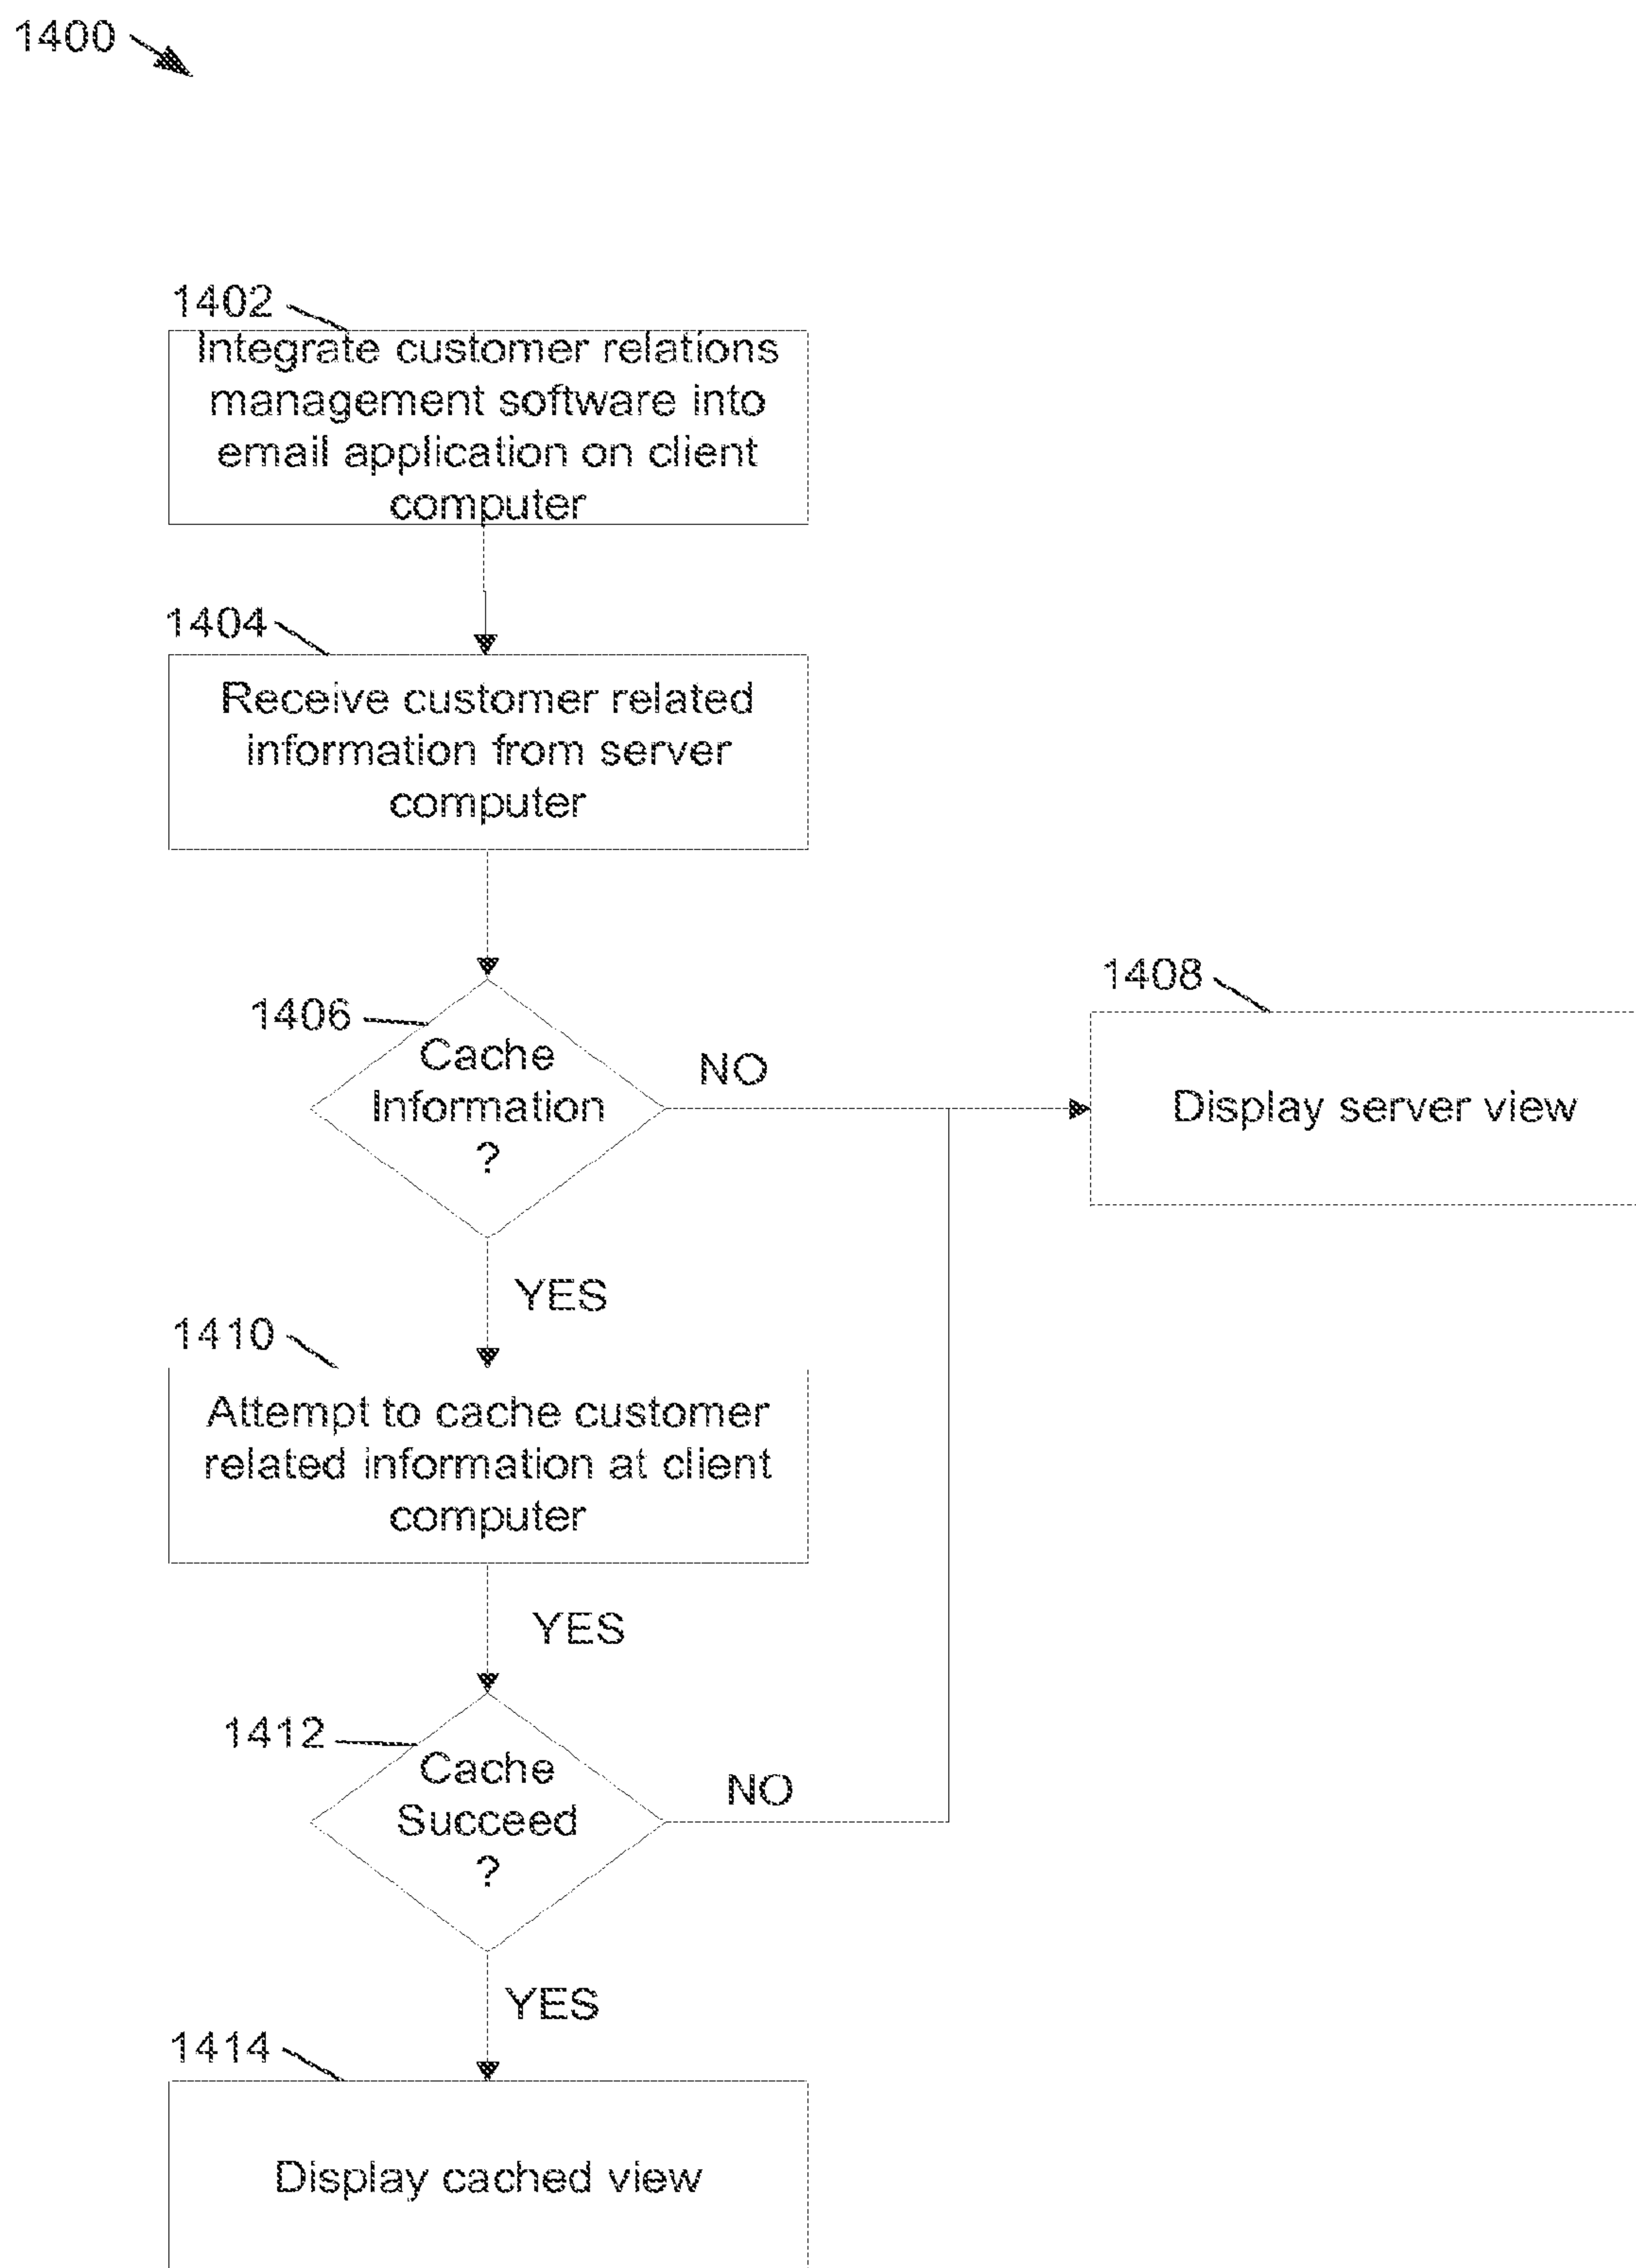 1400
1402
Integrate customer relations
management software into
email application on client
computer
1404
Receive customer related
information from server
computer
1406
Cache
Information
?
NO
1408
Display server view
YES
1410
Attempt to cache customer
related information at client
computer
YES
1412
Cache
Succeed
?
NO
YES
1414
Display cached view